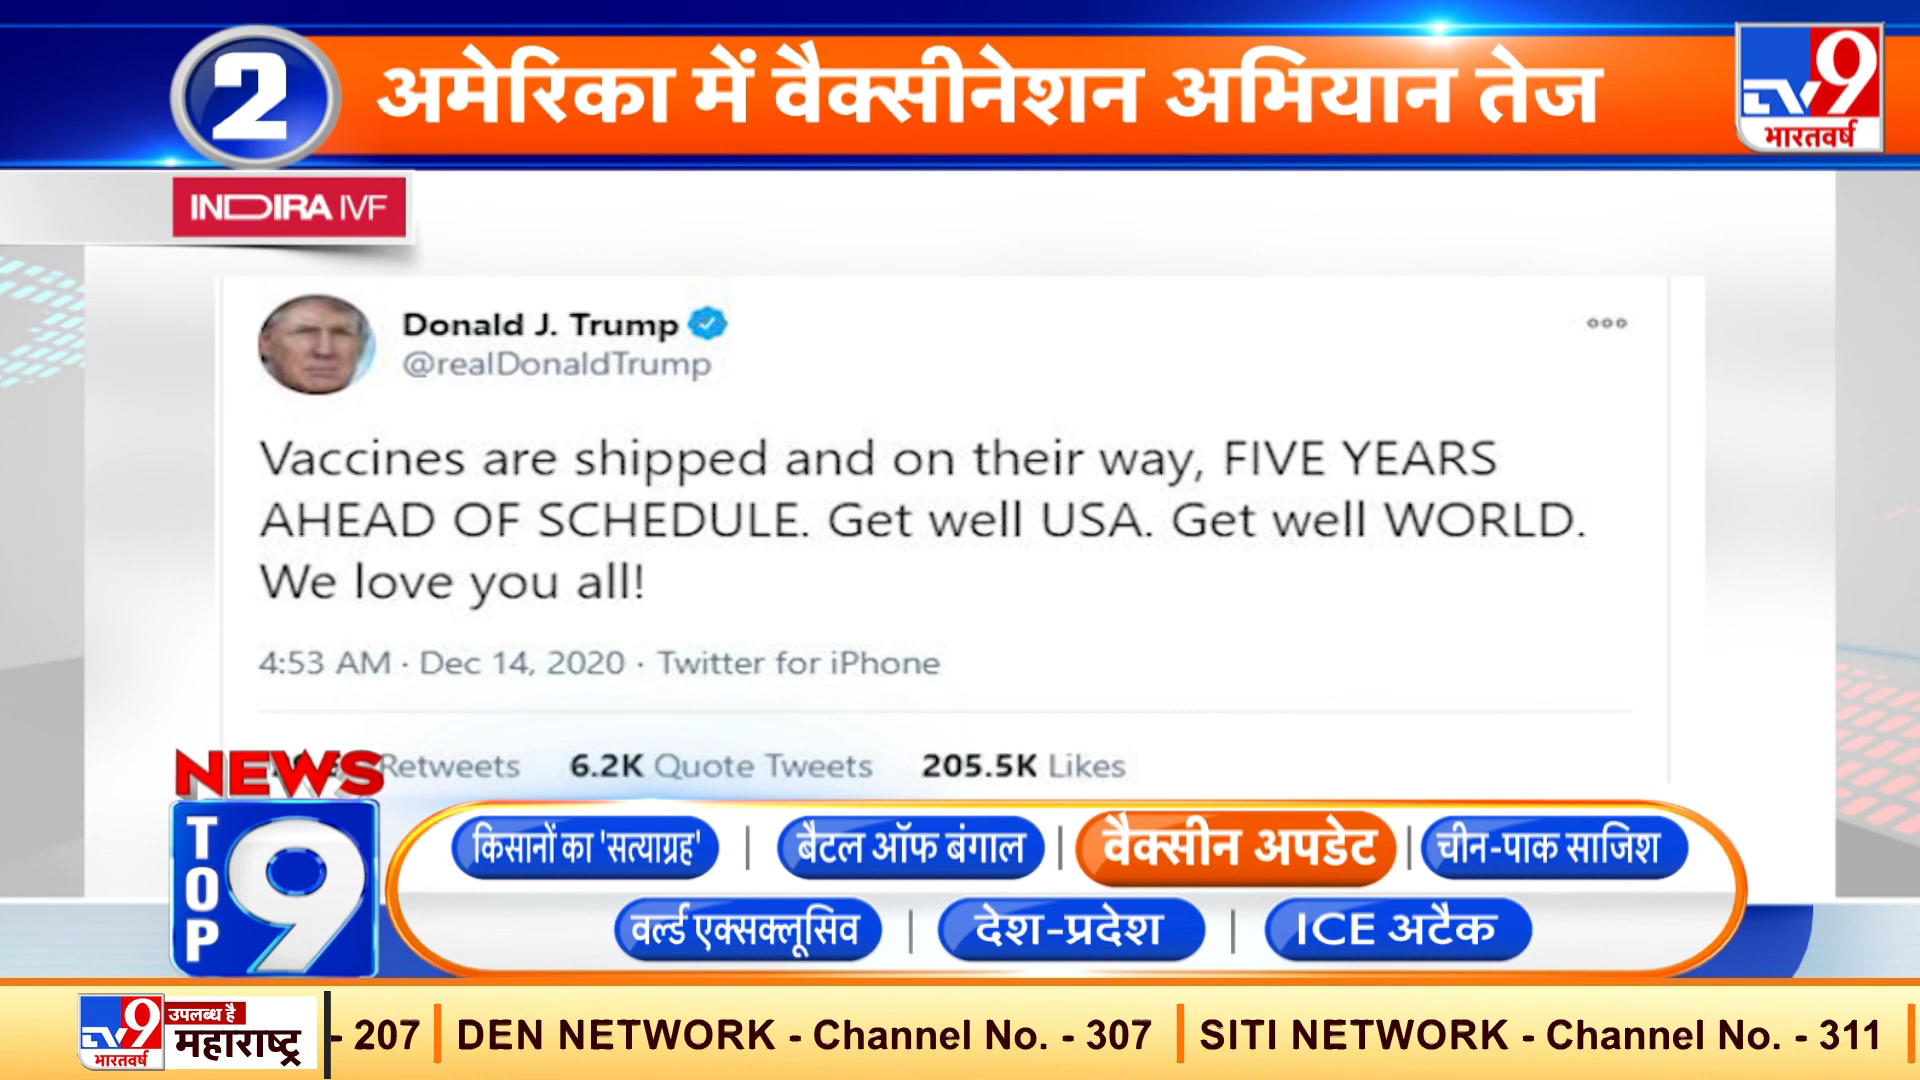 2 अमेरिका में वैक्सीनेशन अभियान तेज
TV9
भारतवर्ष
INDIRA IVF
Donald J. Trump
@realDonaldTrump
Vaccines are shipped and on their way, FIVE YEARS
AHEAD OF SCHEDULE. Get well USA. Get well WORLD.
We love you all!
4:53 AM · Dec 14, 2020 · Twitter for iPhone
Retweets 6.2K Quote Tweets 205.5K Likes
NEWS
TOP 9
किसानों का 'सत्याग्रह' | बैटल ऑफ बंगाल | वैक्सीन अपडेट | चीन-पाक साजिश
वर्ल्ड एक्सक्लूसिव | देश-प्रदेश | ICE अटैक
TV9 भारतवर्ष
उपलब्ध है
महाराष्ट्र
- 207 | DEN NETWORK - Channel No. - 307 | SITI NETWORK - Channel No. - 311